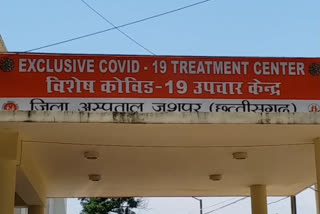 EXCLUSIVE COVID - 19 TREATMENT CENTER
विशेष कोविड-19 उपचार केन्द्र
जिला अस्पताल जशपुर (छत्तीसगढ़)